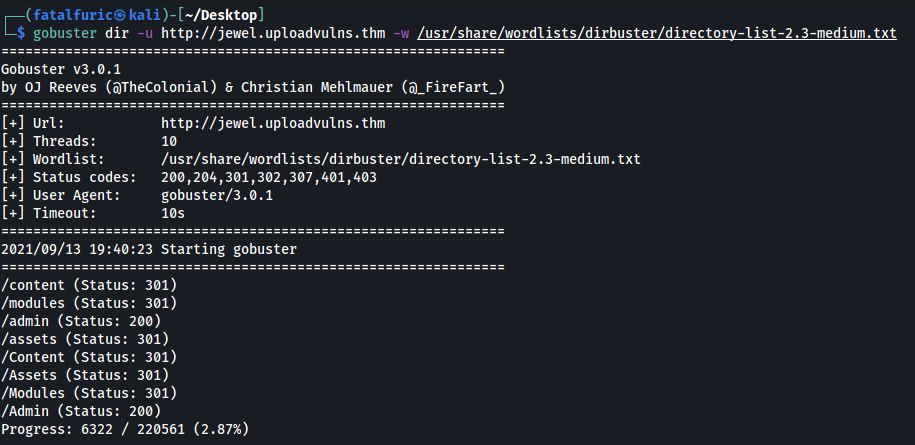 ┌──(fatalfuric㉿kali)-[~/Desktop]
└─$ gobuster dir -u http://jewel.uploadvulns.thm -w /usr/share/wordlists/dirbuster/directory-list-2.3-medium.txt
===============================================================
Gobuster v3.0.1
by OJ Reeves (@TheColonial) & Christian Mehlmauer (@_FireFart_)
===============================================================
[+] Url:            http://jewel.uploadvulns.thm
[+] Threads:        10
[+] Wordlist:       /usr/share/wordlists/dirbuster/directory-list-2.3-medium.txt
[+] Status codes:   200,204,301,302,307,401,403
[+] User Agent:     gobuster/3.0.1
[+] Timeout:        10s
===============================================================
2021/09/13 19:40:23 Starting gobuster
===============================================================
/content (Status: 301)
/modules (Status: 301)
/admin (Status: 200)
/assets (Status: 301)
/Content (Status: 301)
/Assets (Status: 301)
/Modules (Status: 301)
/Admin (Status: 200)
Progress: 6322 / 220561 (2.87%)